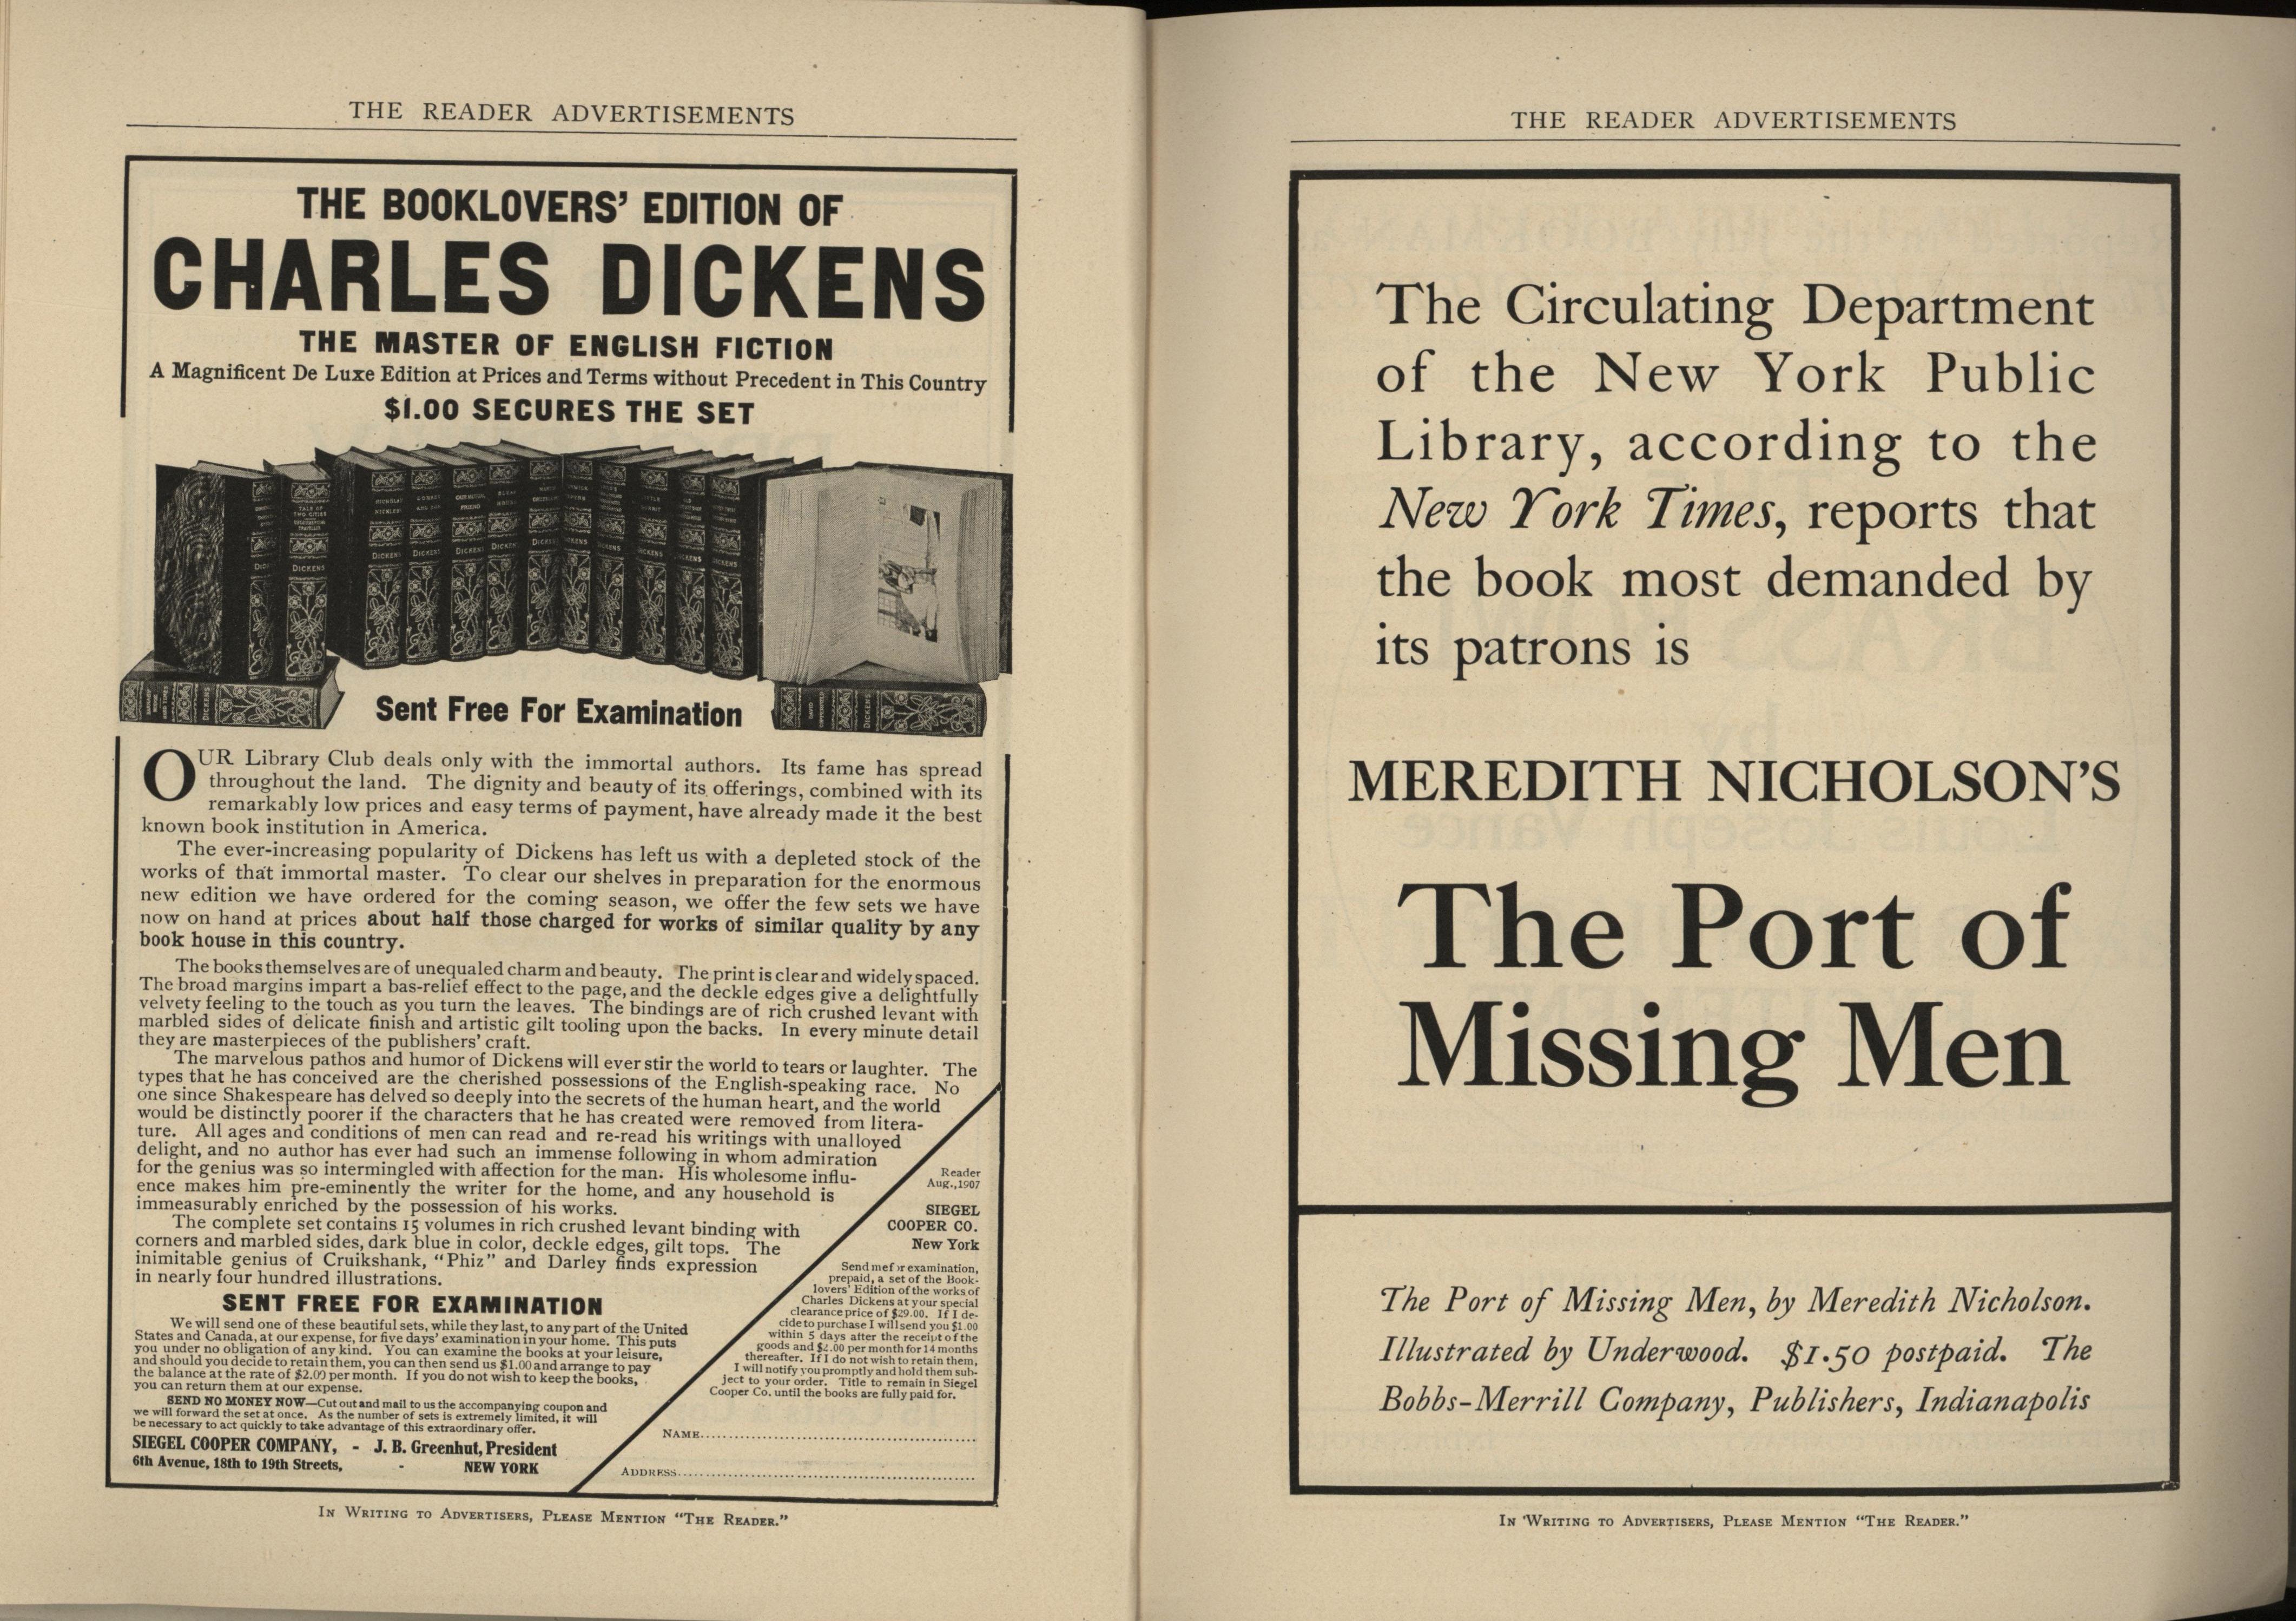 THE READER ADVERTISEMENTS
THE BOOKLOVERS' EDITION OF
CHARLES DICKENS
THE MASTER OF ENGLISH FICTION
A Magnificent De Luxe Edition at Prices and Terms without Precedent in This Country
$1.00 SECURES THE SET
TALE OF
TWO CITIES
DICKENS
NICHOLAS
NICKLEBY
DICKENS
DICKENS
OUR MUTUAL
FRIEND
DICKENS
BLEAK
HOUSE
DICKENS
DICKENS
DICKENS
DICKENS
DICKENS
DICKENS
DICKENS
DICKENS
DAVID
COPPERFIELD
DICKENS
Sent Free For Examination
OUR Library Club deals only with the immortal authors. Its fame has spread
throughout the land. The dignity and beauty of its offerings, combined with its
remarkably low prices and easy terms of payment, have already made it the best
known book institution in America.
The ever-increasing popularity of Dickens has left us with a depleted stock of the
works of that immortal master. To clear our shelves in preparation for the enormous
new edition we have ordered for the coming season, we offer the few sets we have
now on hand at prices about half those charged for works of similar quality by any
book house in this country.
The books themselves are of unequaled charm and beauty. The print is clear and widely spaced.
The broad margins impart a bas-relief effect to the page, and the deckle edges give a delightfully
velvety feeling to the touch as you turn the leaves. The bindings are of rich crushed levant with
marbled sides of delicate finish and artistic gilt tooling upon the backs. In every minute detail
they are masterpieces of the publishers' craft.
The marvelous pathos and humor of Dickens will ever stir the world to tears or laughter. The
types that he has conceived are the cherished possessions of the English-speaking race. No
one since Shakespeare has delved so deeply into the secrets of the human heart, and the world
would be distinctly poorer if the characters that he has created were removed from litera-
ture. All ages and conditions of men can read and re-read his writings with unalloyed
delight, and no author has ever had such an immense following in whom admiration
for the genius was so intermingled with affection for the man. His wholesome influ-
ence makes him pre-eminently the writer for the home, and any household is
immeasurably enriched by the possession of his works.
The complete set contains 15 volumes in rich crushed levant binding with
corners and marbled sides, dark blue in color, deckle edges, gilt tops. The
inimitable genius of Cruikshank, "Phiz" and Darley finds expression
in nearly four hundred illustrations.
SENT FREE FOR EXAMINATION
We will send one of these beautiful sets, while they last, to any part of the United
States and Canada, at our expense, for five days' examination in your home. This puts
you under no obligation of any kind. You can examine the books at your leisure,
and should you decide to retain them, you can then send us $1.00 and arrange to pay
the balance at the rate of $2.00 per month. If you do not wish to keep the books,
you can return them at our expense.
SEND NO MONEY NOW—Cut out and mail to us the accompanying coupon and
we will forward the set at once. As the number of sets is extremely limited, it will
be necessary to act quickly to take advantage of this extraordinary offer.
SIEGEL COOPER COMPANY, - J. B. Greenhut, President
6th Avenue, 18th to 19th Streets, - NEW YORK
Reader
Aug., 1907
SIEGEL
COOPER CO.
New York
Send me for examination,
prepaid, a set of the Book-
lovers' Edition of the works of
Charles Dickens at your special
clearance price of $29.00. If I de-
cide to purchase I will send you $1.00
within 5 days after the receipt of the
goods and $2.00 per month for 14 months
thereafter. If I do not wish to retain them,
I will notify you promptly and hold them sub-
ject to your order. Title to remain in Siegel
Cooper Co. until the books are fully paid for.
NAME
ADDRESS
IN WRITING TO ADVERTISERS, PLEASE MENTION "THE READER."
THE READER ADVERTISEMENTS
The Circulating Department
of the New York Public
Library, according to the
New York Times, reports that
the book most demanded by
its patrons is
MEREDITH NICHOLSON'S
The Port of
Missing Men
The Port of Missing Men, by Meredith Nicholson.
Illustrated by Underwood. $1.50 postpaid. The
Bobbs-Merrill Company, Publishers, Indianapolis
IN WRITING TO ADVERTISERS, PLEASE MENTION "THE READER."